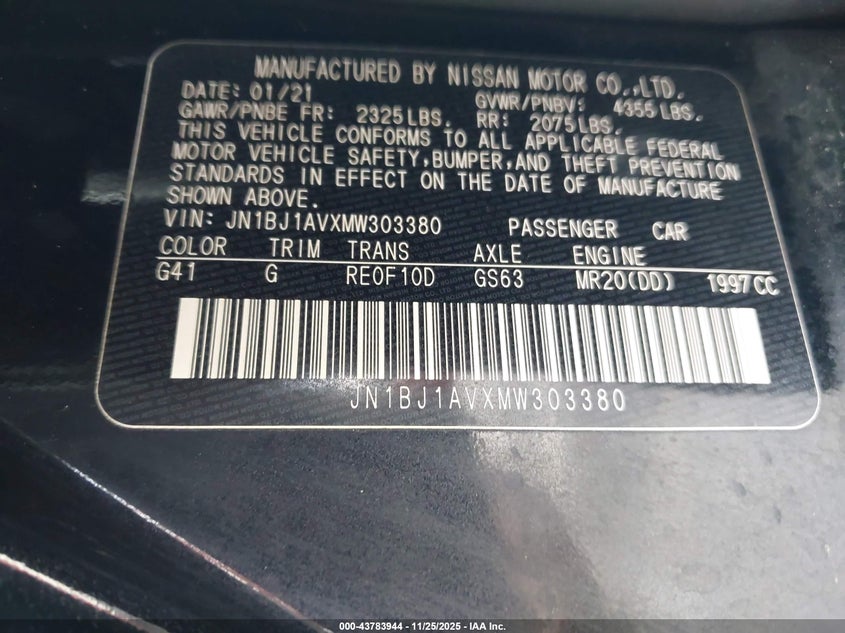 MANUFACTURED BY NISSAN MOTOR CO.,LTD.
DATE: 01/21 GVWR/PNBV: 4355LBS.
GAWR/PNBE FR: 2325LBS. RR: 2075LBS.
THIS VEHICLE CONFORMS TO ALL APPLICABLE FEDERAL
MOTOR VEHICLE SAFETY,BUMPER,AND THEFT PREVENTION
STANDARDS IN EFFECT ON THE DATE OF MANUFACTURE
SHOWN ABOVE.
VIN: JN1BJ1AVXMW303380 PASSENGER CAR
COLOR TRIM TRANS AXLE ENGINE
G41 G RE0F10D GS63 MR20(DD) 1997CC
JN1BJ1AVXMW303380
000-43783944 - 11/25/2025 - IAA Inc.